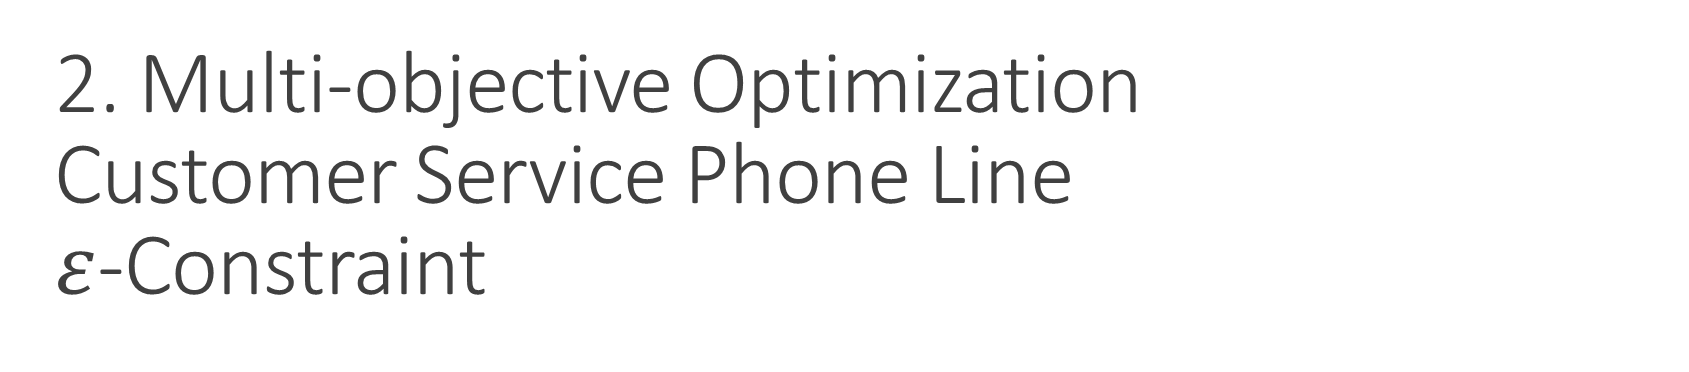 2. Multi-objective Optimization
Customer Service Phone Line
𝜀-Constraint